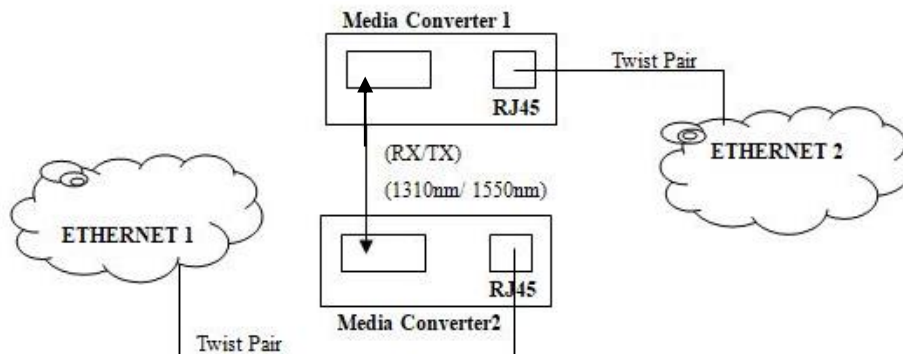 Media Converter 1
Twist Pair
RJ45
(RX/TX)
(1310nm/ 1550nm)
ETHERNET 2
ETHERNET 1
RJ45
Media Converter2
Twist Pair